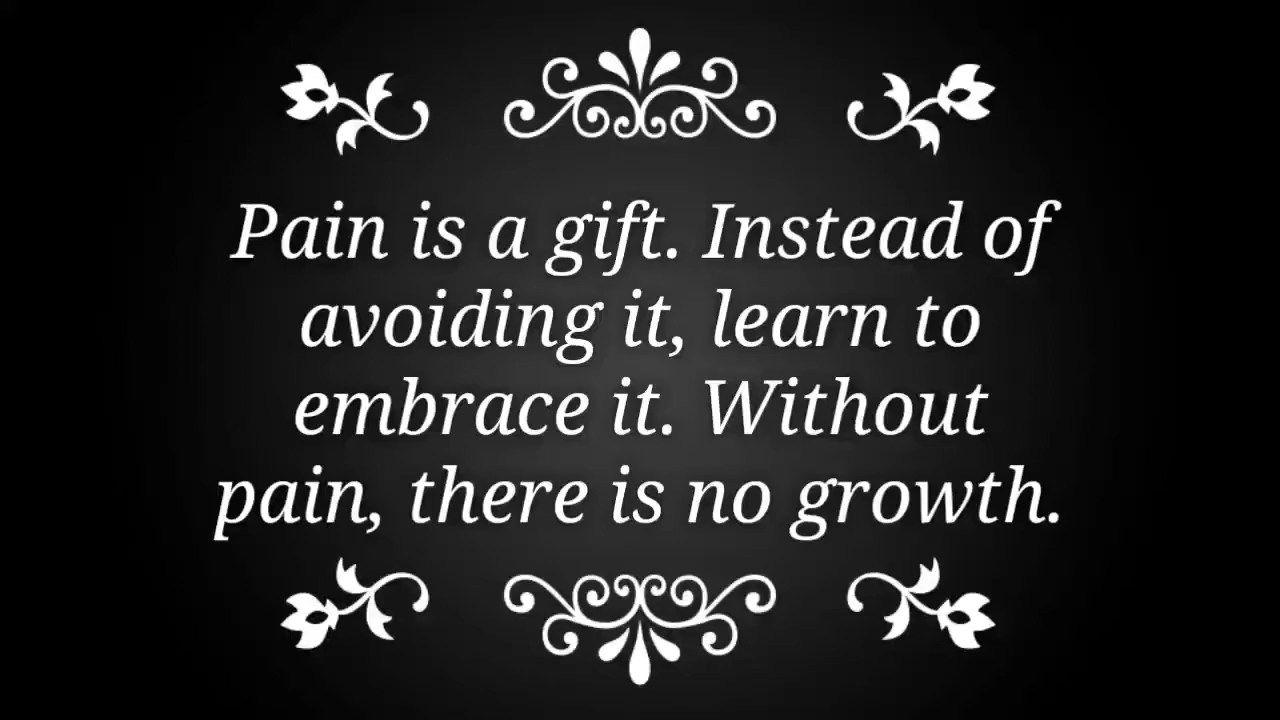 Pain is a gift. Instead of
avoiding it, learn to
embrace it. Without
pain, there is no growth.